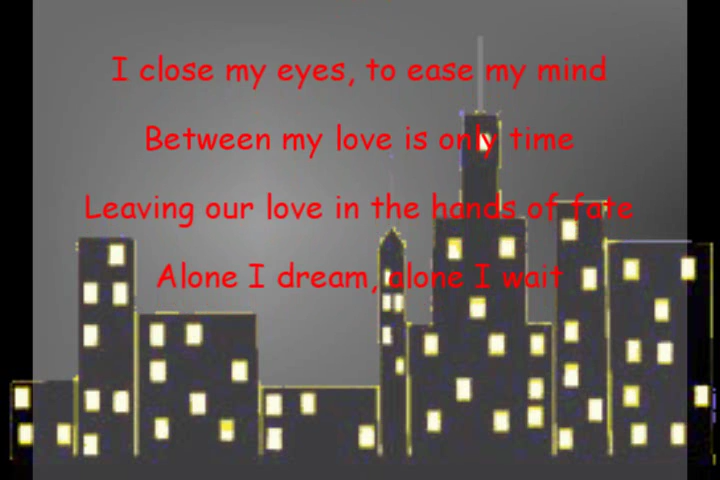 I close my eyes, to ease my mind
Between my love is only time
Leaving our love in the hands of fate
Alone I dream, alone I wait